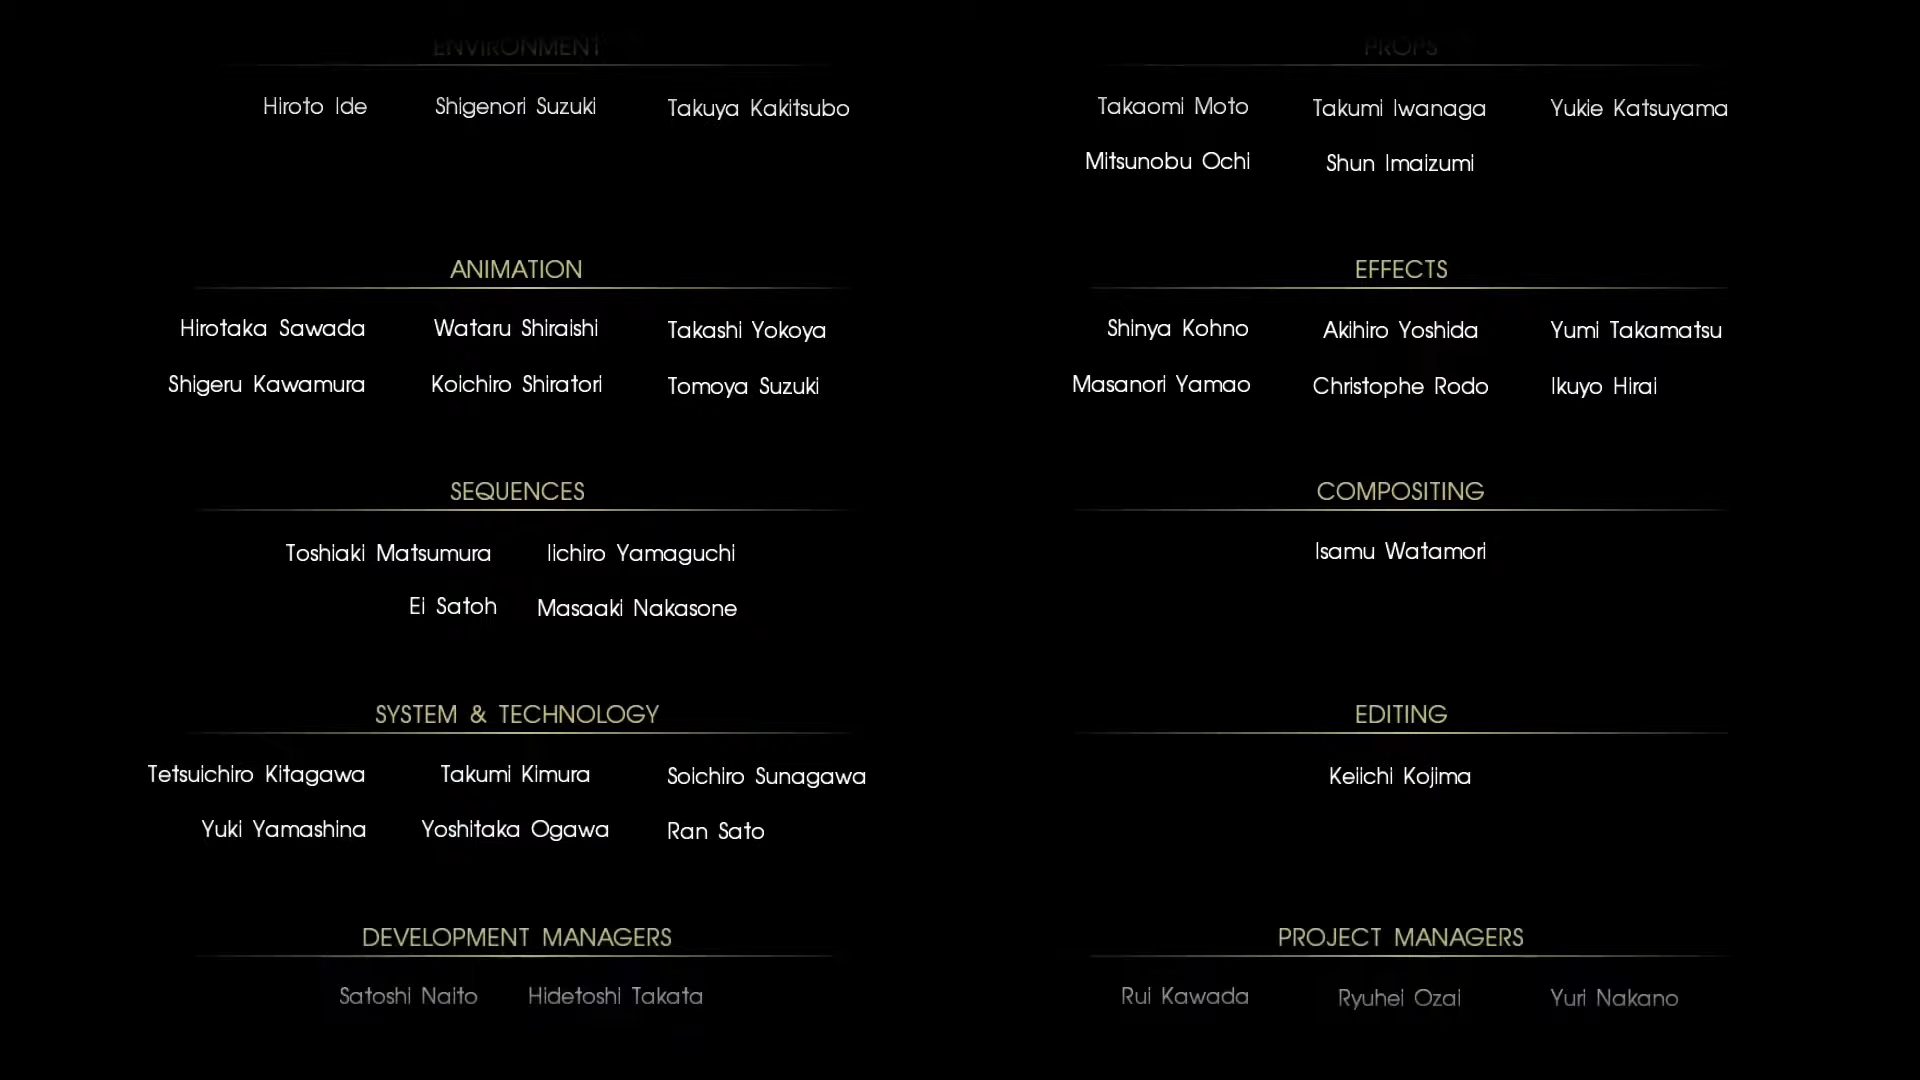 ENVIRONMENT
Hiroto Ide Shigenori Suzuki Takuya Kakitsubo
PROPS
Takaomi Moto Takumi Iwanaga Yukie Katsuyama
Mitsunobu Ochi Shun Imaizumi
ANIMATION
Hirotaka Sawada Wataru Shiraishi Takashi Yokoya
Shigeru Kawamura Koichiro Shiratori Tomoya Suzuki
EFFECTS
Shinya Kohno Akihiro Yoshida Yumi Takamatsu
Masanori Yamao Christophe Rodo Ikuyo Hirai
SEQUENCES
Toshiaki Matsumura Iichiro Yamaguchi
Ei Satoh Masaaki Nakasone
COMPOSITING
Isamu Watamori
SYSTEM & TECHNOLOGY
Tetsuichiro Kitagawa Takumi Kimura Soichiro Sunagawa
Yuki Yamashina Yoshitaka Ogawa Ran Sato
EDITING
Keiichi Kojima
DEVELOPMENT MANAGERS
Satoshi Naito Hidetoshi Takata
PROJECT MANAGERS
Rui Kawada Ryuhei Ozai Yuri Nakano